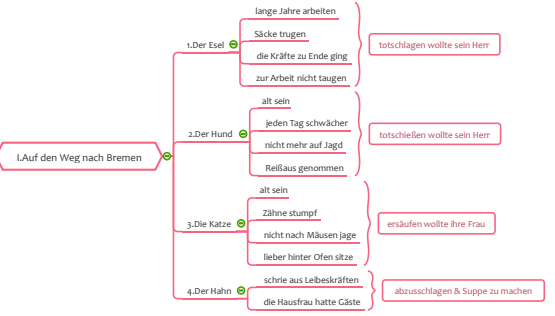 I.Auf den Weg nach Bremen
1.Der Esel
lange Jahre arbeiten
Säcke trugen
die Kräfte zu Ende ging
zur Arbeit nicht taugen
totschlagen wollte sein Herr
2.Der Hund
alt sein
jeden Tag schwächer
nicht mehr auf Jagd
Reißaus genommen
totschießen wollte sein Herr
3.Die Katze
alt sein
Zähne stumpf
nicht nach Mäusen jage
lieber hinter Ofen sitze
ersäufen wollte ihre Frau
4.Der Hahn
schrie aus Leibeskräften
die Hausfrau hatte Gäste
abzusschlagen & Suppe zu machen